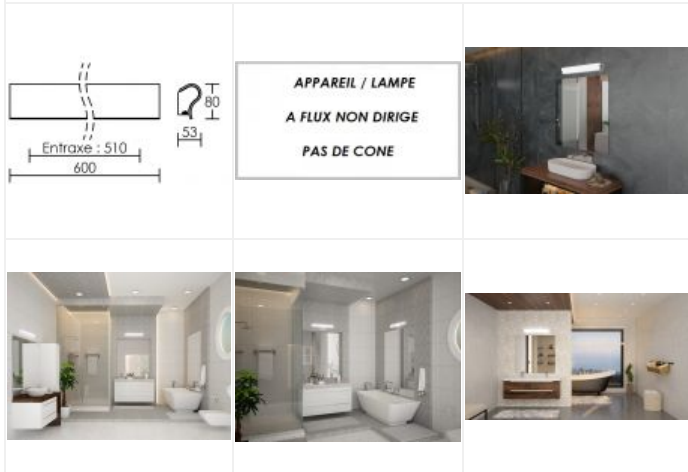 80
53
Entraxe : 510
600
APPAREIL / LAMPE
A FLUX NON DIRIGE
PAS DE CONE